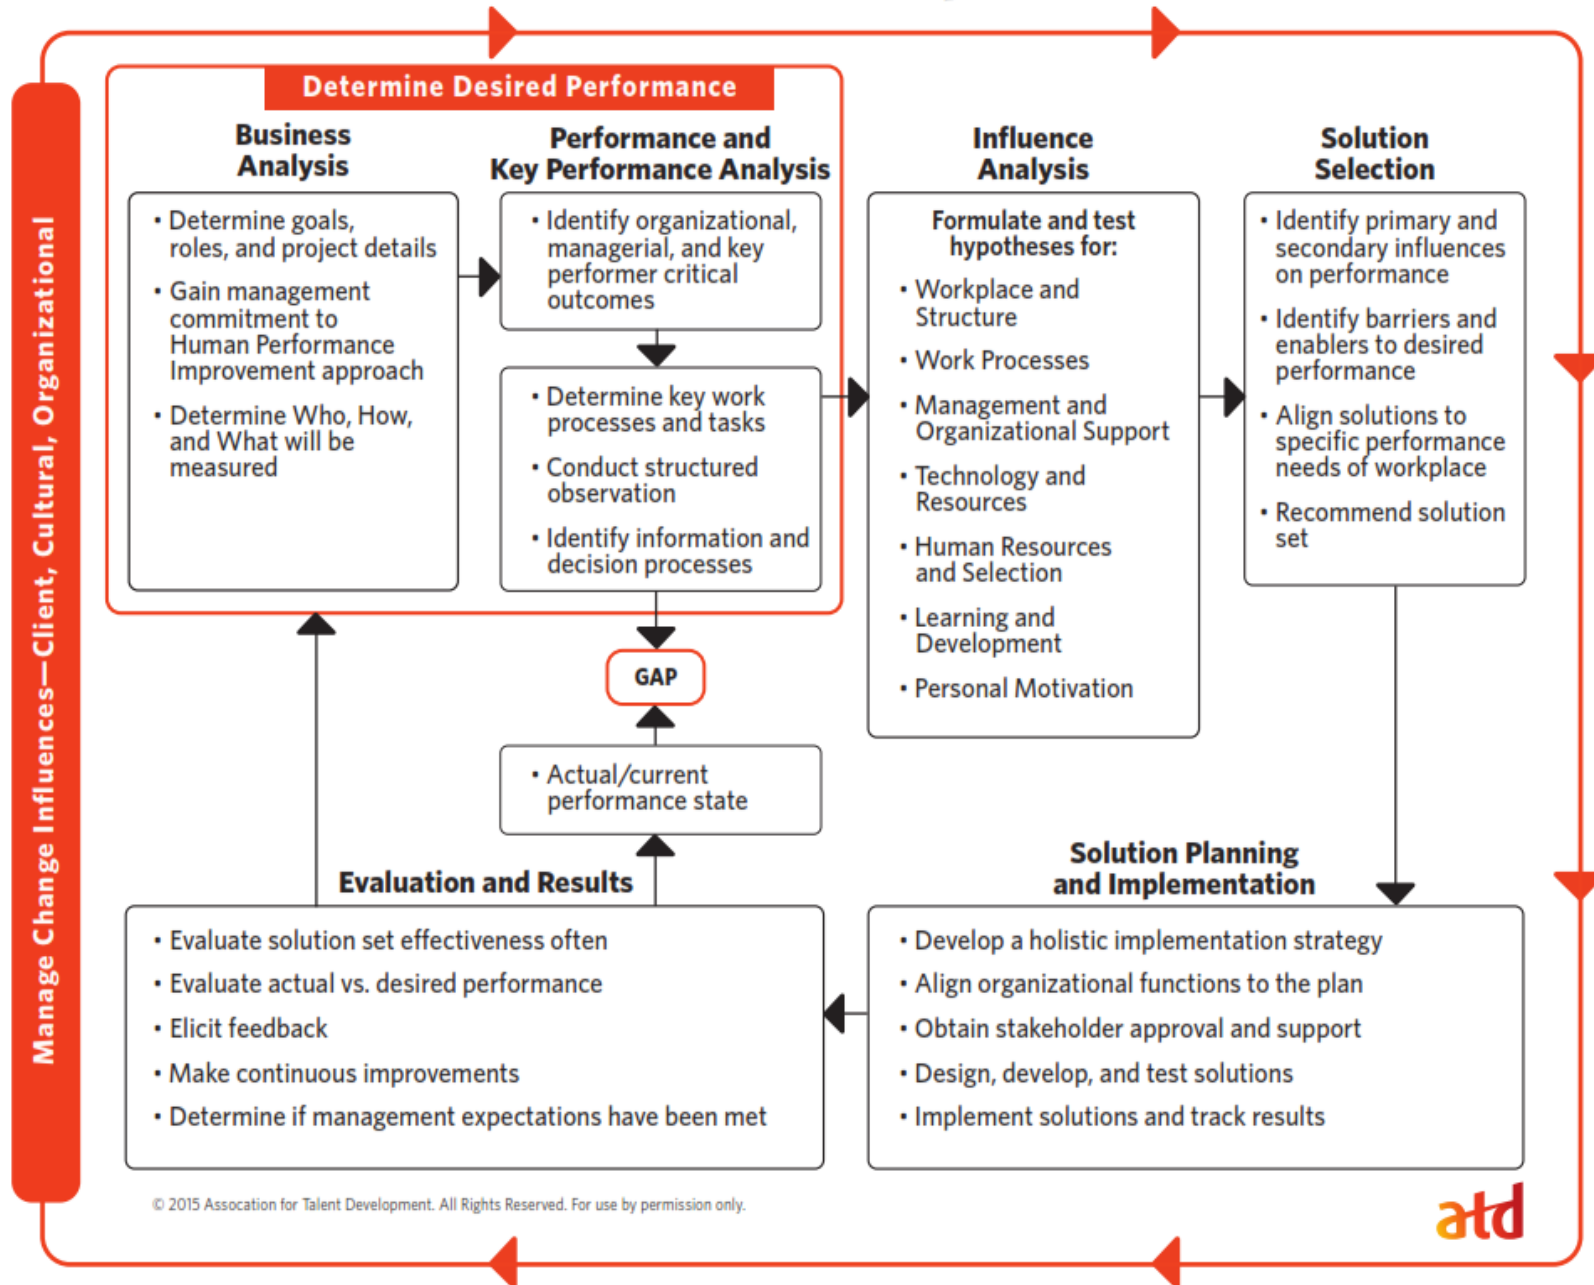 Manage Change Influences—Client, Cultural, Organizational
Determine Desired Performance
Business
Analysis
• Determine goals,
roles, and project details
• Gain management
commitment to
Human Performance
Improvement approach
• Determine Who, How,
and What will be
measured
Performance and
Key Performance Analysis
• Identify organizational,
managerial, and key
performer critical
outcomes
• Determine key work
processes and tasks
• Conduct structured
observation
• Identify information and
decision processes
GAP
• Actual/current
performance state
Influence
Analysis
Formulate and test
hypotheses for:
• Workplace and
Structure
• Work Processes
• Management and
Organizational Support
• Technology and
Resources
• Human Resources
and Selection
• Learning and
Development
• Personal Motivation
Solution
Selection
• Identify primary and
secondary influences
on performance
• Identify barriers and
enablers to desired
performance
• Align solutions to
specific performance
needs of workplace
• Recommend solution
set
Solution Planning
and Implementation
• Develop a holistic implementation strategy
• Align organizational functions to the plan
• Obtain stakeholder approval and support
• Design, develop, and test solutions
• Implement solutions and track results
Evaluation and Results
• Evaluate solution set effectiveness often
• Evaluate actual vs. desired performance
• Elicit feedback
• Make continuous improvements
• Determine if management expectations have been met
© 2015 Assocation for Talent Development. All Rights Reserved. For use by permission only.
atd